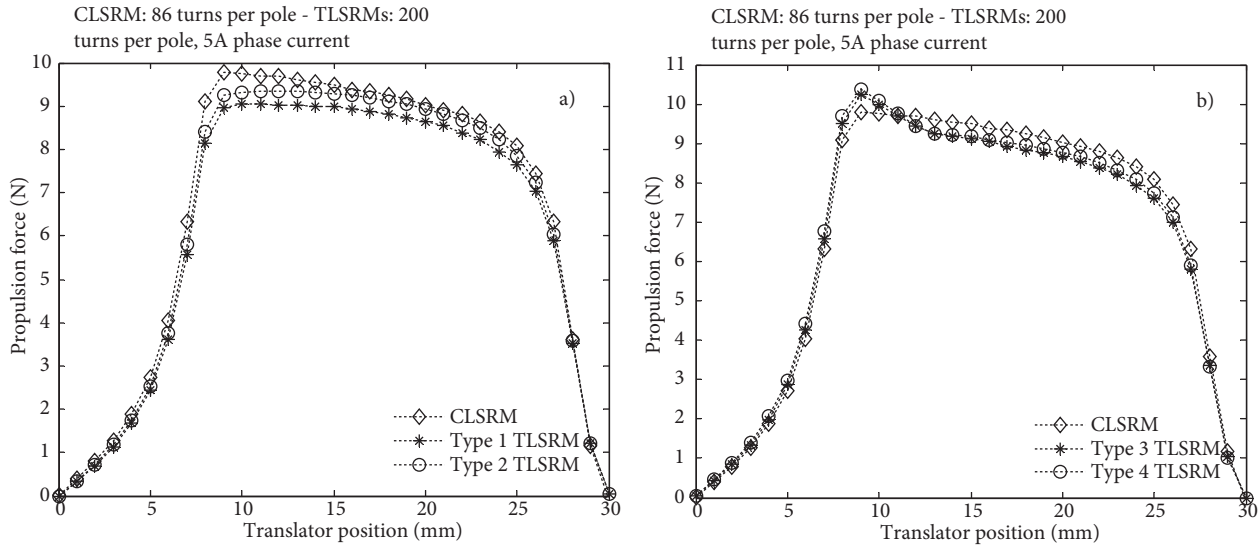 CLSRM: 86 turns per pole - TLSRMs: 200
turns per pole, 5A phase current
a)
10
9
8
7
6
5
4
3
2
1
0
Propulsion force (N)
CLSRM
Type 1 TLSRM
Type 2 TLSRM
0
5
10
15
20
25
30
Translator position (mm)
CLSRM: 86 turns per pole - TLSRMs: 200
turns per pole, 5A phase current
b)
11
10
9
8
7
6
5
4
3
2
1
0
Propulsion force (N)
CLSRM
Type 3 TLSRM
Type 4 TLSRM
0
5
10
15
20
25
30
Translator position (mm)